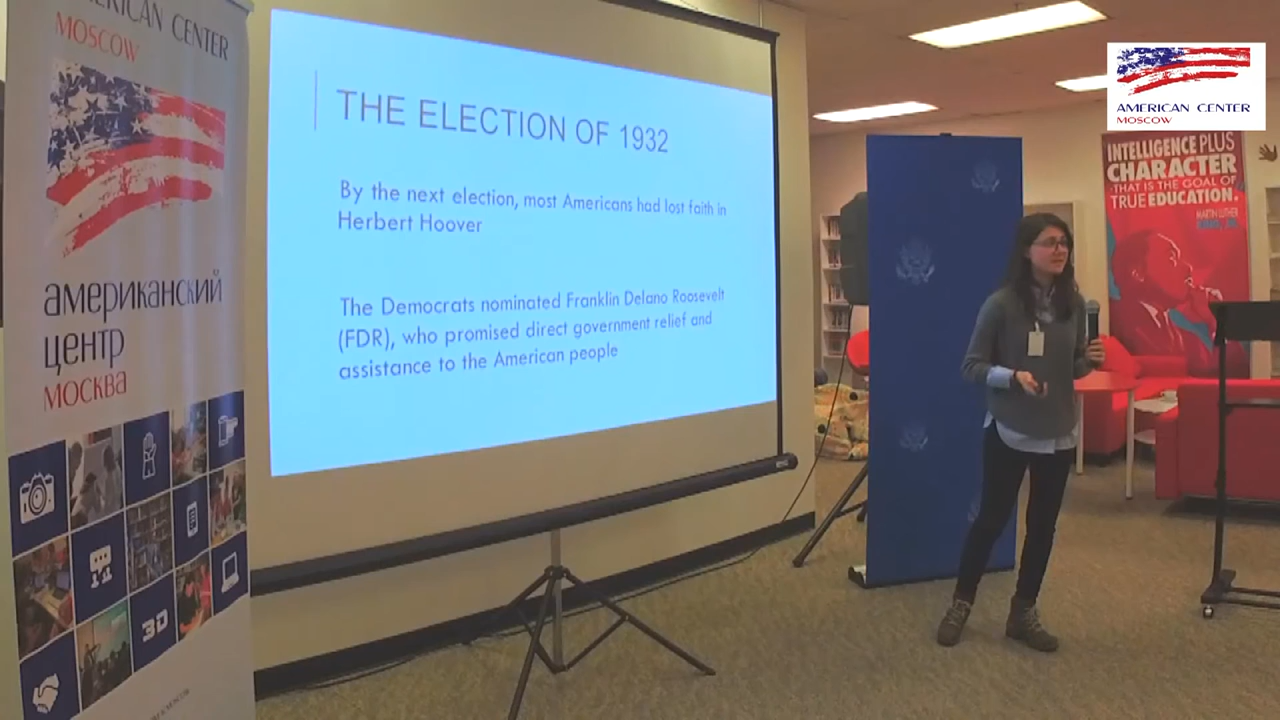 AMERICAN CENTER
MOSCOW
американский
центр
москва
3D
THE ELECTION OF 1932
By the next election, most Americans had lost faith in
Herbert Hoover
The Democrats nominated Franklin Delano Roosevelt
(FDR), who promised direct government relief and
assistance to the American people
AMERICAN CENTER
MOSCOW
INTELLIGENCE PLUS
CHARACTER
-THAT IS THE GOAL OF
TRUE EDUCATION.
MARTIN LUTHER